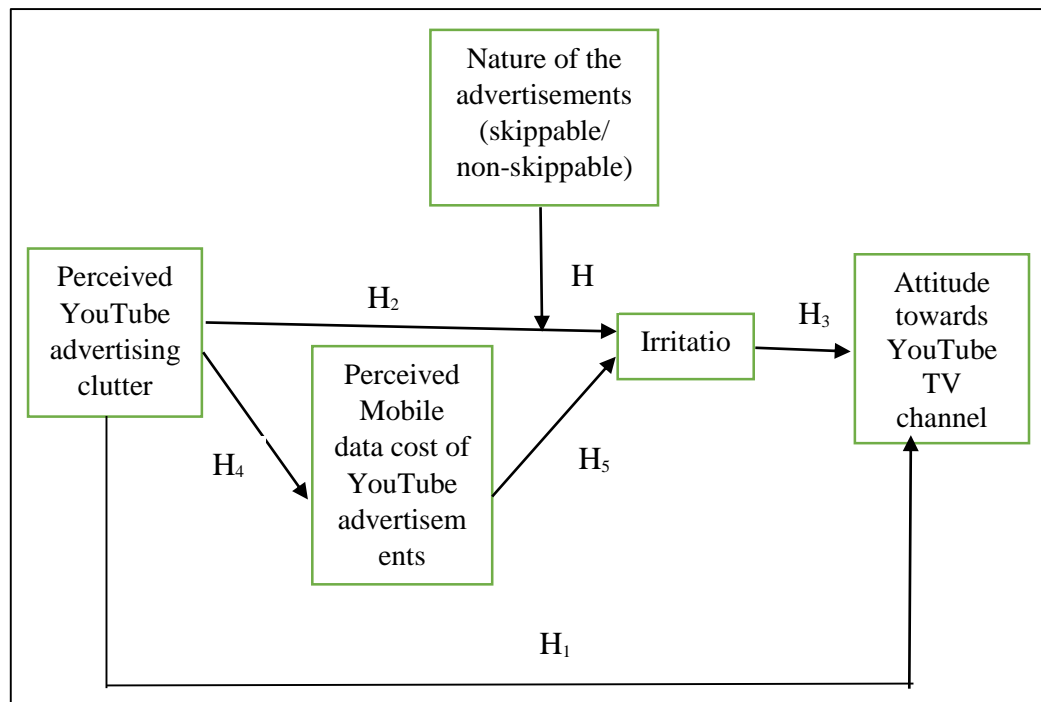 Nature of the
advertisements
(skippable/
non-skippable)
Perceived
YouTube
advertising
clutter
H₂
H
Irritatio
H₃
Attitude
towards
YouTube
TV
channel
Perceived
Mobile
data cost of
YouTube
advertisem
ents
H₄
H₅
H₁